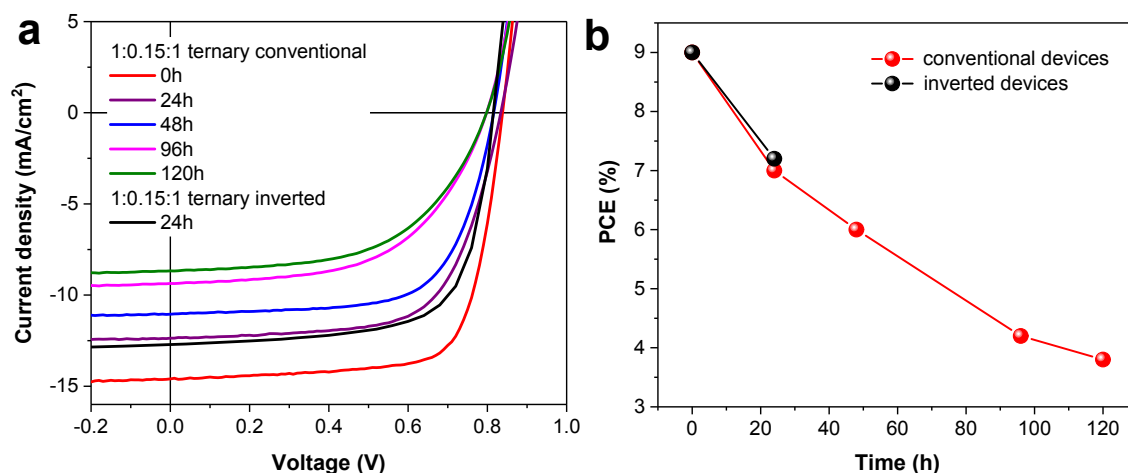 a
1:0.15:1 ternary conventional
0h
24h
48h
96h
120h
1:0.15:1 ternary inverted
24h
5
0
-5
-10
-15
Current density (mA/cm²)
-0.2 0.0 0.2 0.4 0.6 0.8 1.0
Voltage (V)
b
conventional devices
inverted devices
9
8
7
6
5
4
3
PCE (%)
0 20 40 60 80 100 120
Time (h)